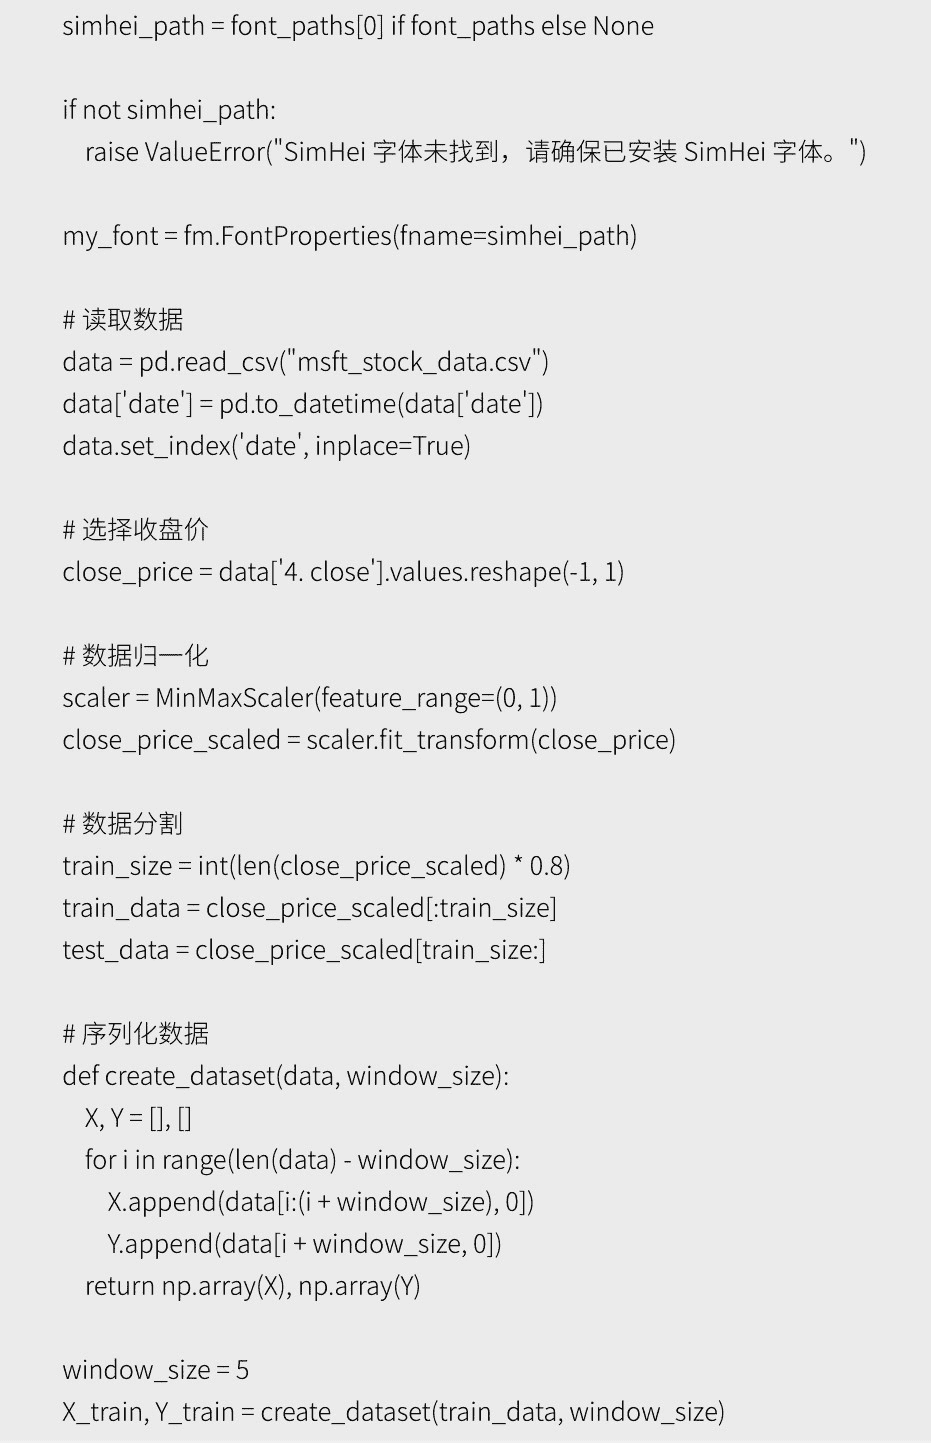 simhei_path = font_paths[0] if font_paths else None
if not simhei_path:
    raise ValueError("SimHei 字体未找到，请确保已安装 SimHei 字体。")
my_font = fm.FontProperties(fname=simhei_path)
# 读取数据
data = pd.read_csv("msft_stock_data.csv")
data['date'] = pd.to_datetime(data['date'])
data.set_index('date', inplace=True)
# 选择收盘价
close_price = data['4. close'].values.reshape(-1, 1)
# 数据归一化
scaler = MinMaxScaler(feature_range=(0, 1))
close_price_scaled = scaler.fit_transform(close_price)
# 数据分割
train_size = int(len(close_price_scaled) * 0.8)
train_data = close_price_scaled[:train_size]
test_data = close_price_scaled[train_size:]
# 序列化数据
def create_dataset(data, window_size):
    X, Y = [], []
    for i in range(len(data) - window_size):
        X.append(data[i:(i + window_size), 0])
        Y.append(data[i + window_size, 0])
    return np.array(X), np.array(Y)
window_size = 5
X_train, Y_train = create_dataset(train_data, window_size)